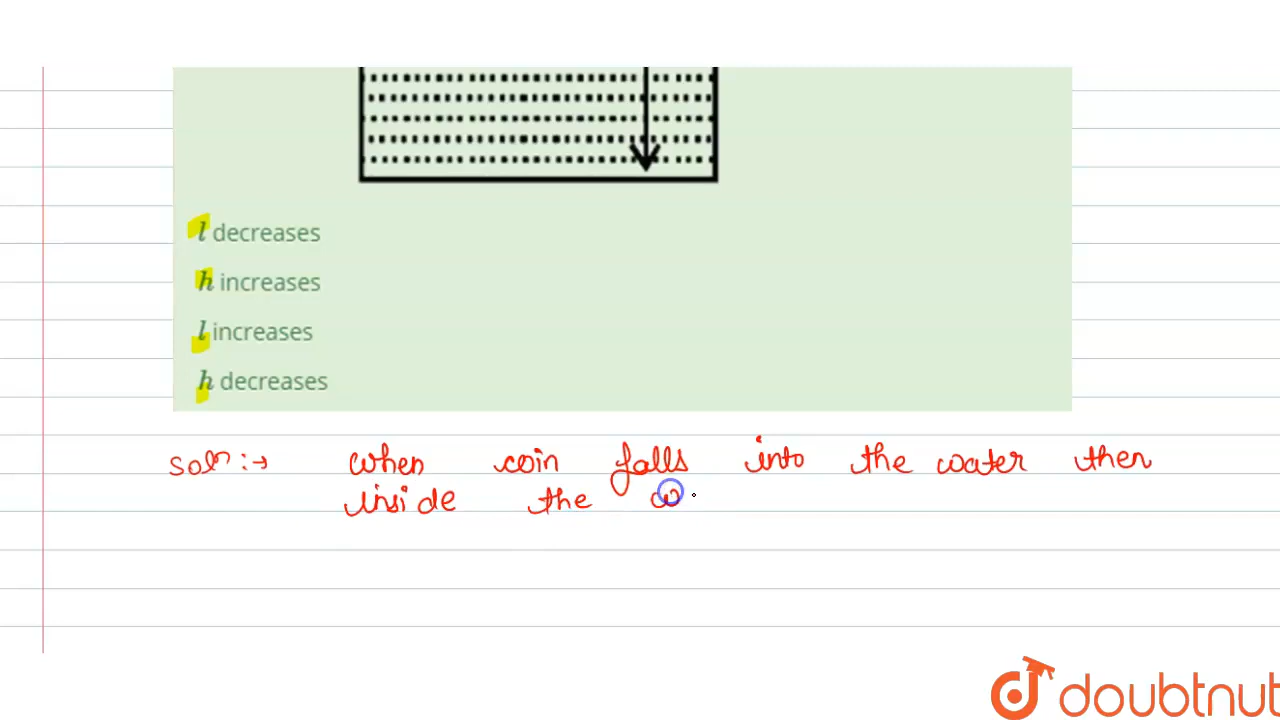 l decreases
h increases
l increases
h decreases
Soln :→ when coin falls into the water then
inside the w
doubtnut